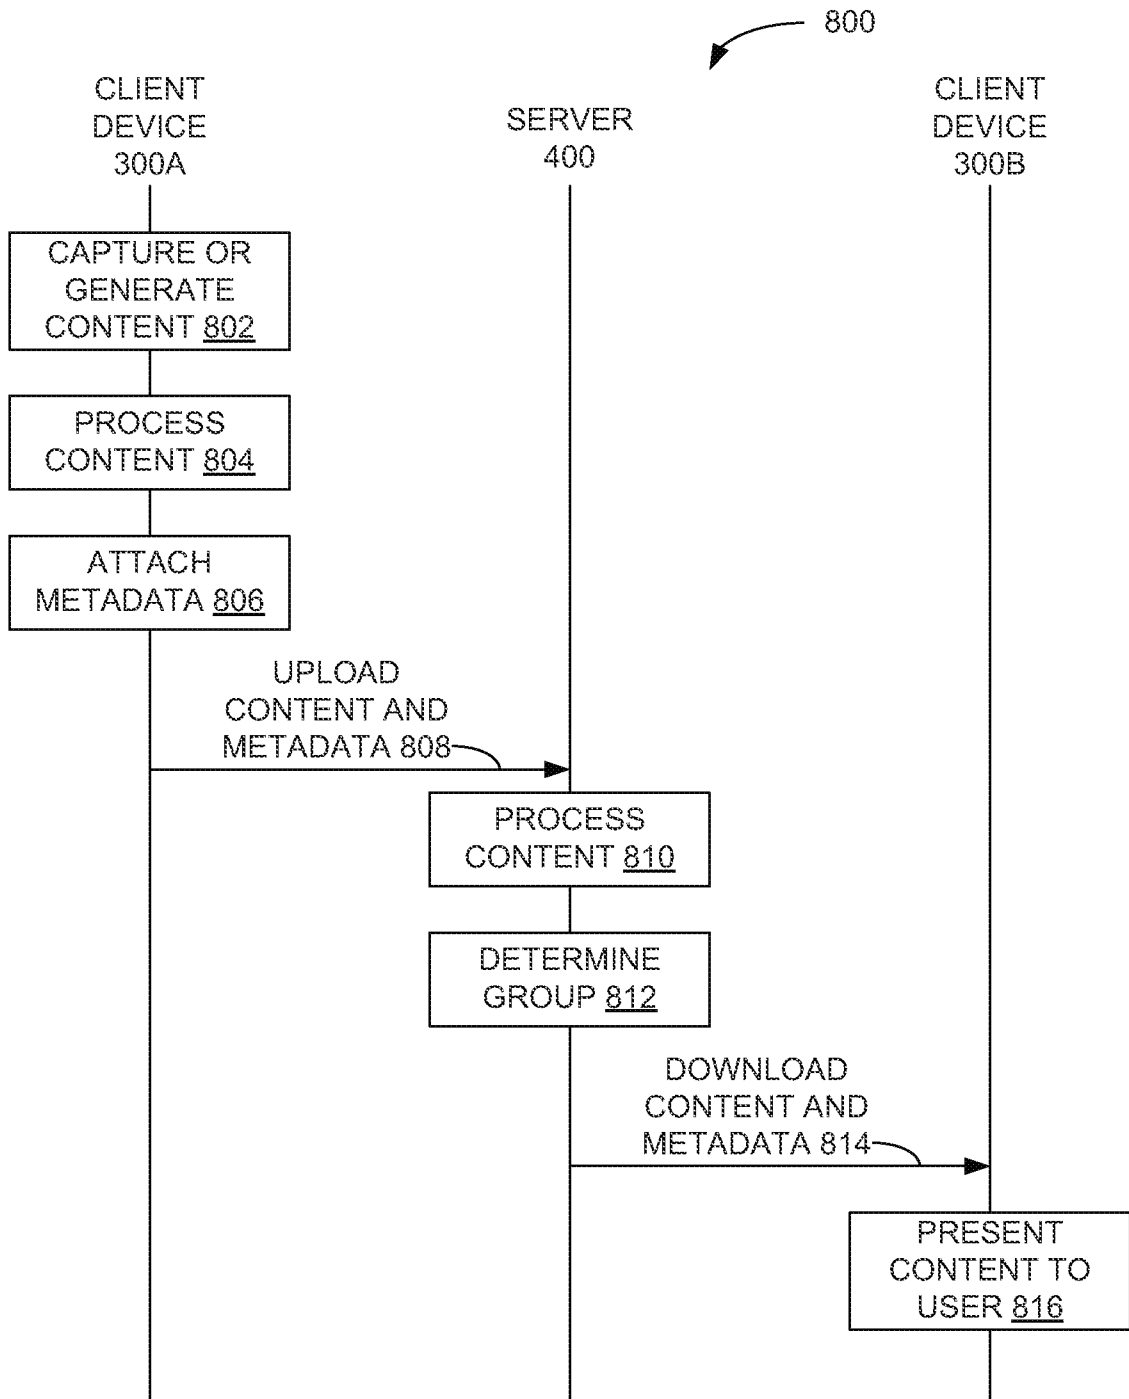 800
CLIENT
DEVICE
300A
SERVER
400
CLIENT
DEVICE
300B
CAPTURE OR
GENERATE
CONTENT 802
PROCESS
CONTENT 804
ATTACH
METADATA 806
UPLOAD
CONTENT AND
METADATA 808
PROCESS
CONTENT 810
DETERMINE
GROUP 812
DOWNLOAD
CONTENT AND
METADATA 814
PRESENT
CONTENT TO
USER 816